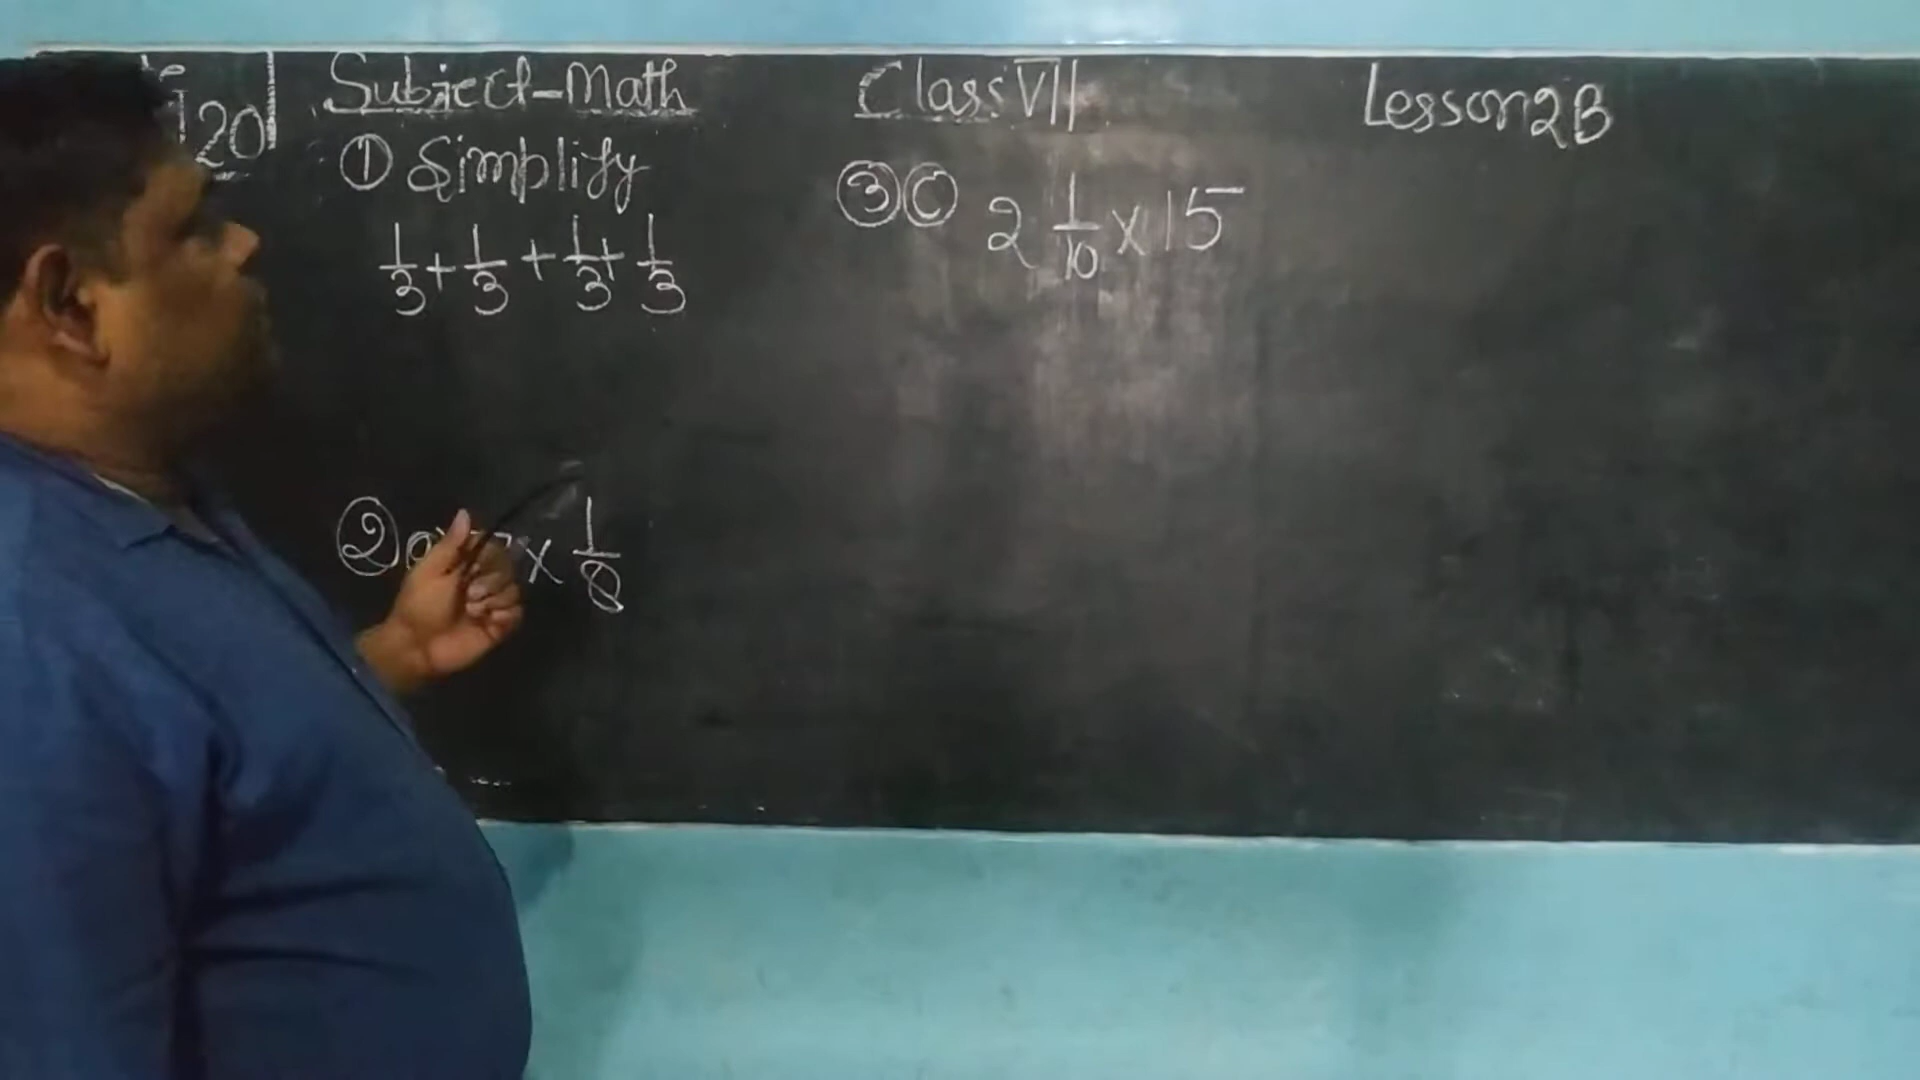 120
Subject-Math
Class VII
Lesson 2B
① Simplify
1/3 + 1/3 + 1/3 + 1/3
② a) × 1/8
③ⓒ 2 1/10 × 15